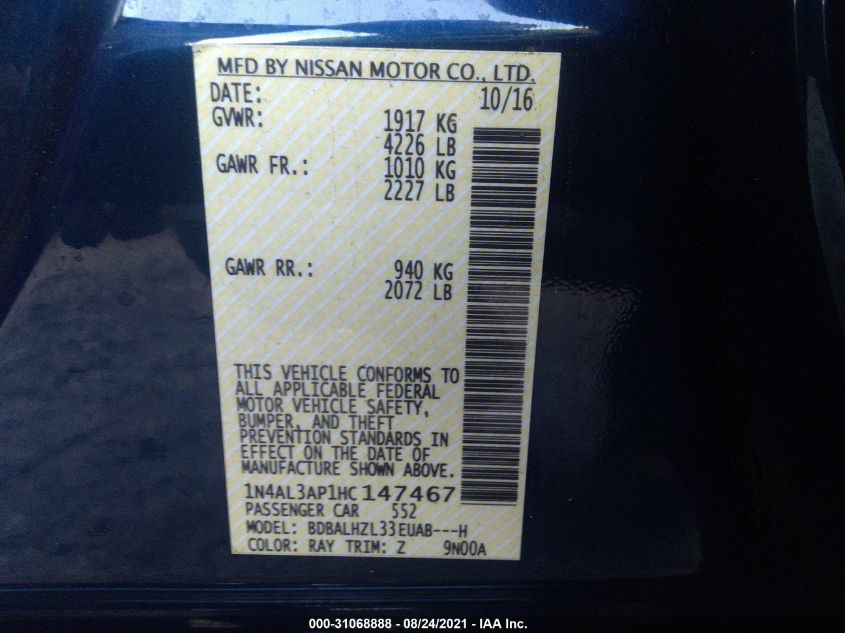 MFD BY NISSAN MOTOR CO., LTD.
DATE: 10/16
GVWR: 1917 KG
4226 LB
GAWR FR.: 1010 KG
2227 LB
GAWR RR.: 940 KG
2072 LB
THIS VEHICLE CONFORMS TO
ALL APPLICABLE FEDERAL
MOTOR VEHICLE SAFETY,
BUMPER, AND THEFT
PREVENTION STANDARDS IN
EFFECT ON THE DATE OF
MANUFACTURE SHOWN ABOVE.
1N4AL3AP1HC147467
PASSENGER CAR 552
MODEL: BDBALHZL33EUAB---H
COLOR: RAY TRIM: Z 9N00A
000-31068888 - 08/24/2021 - IAA Inc.